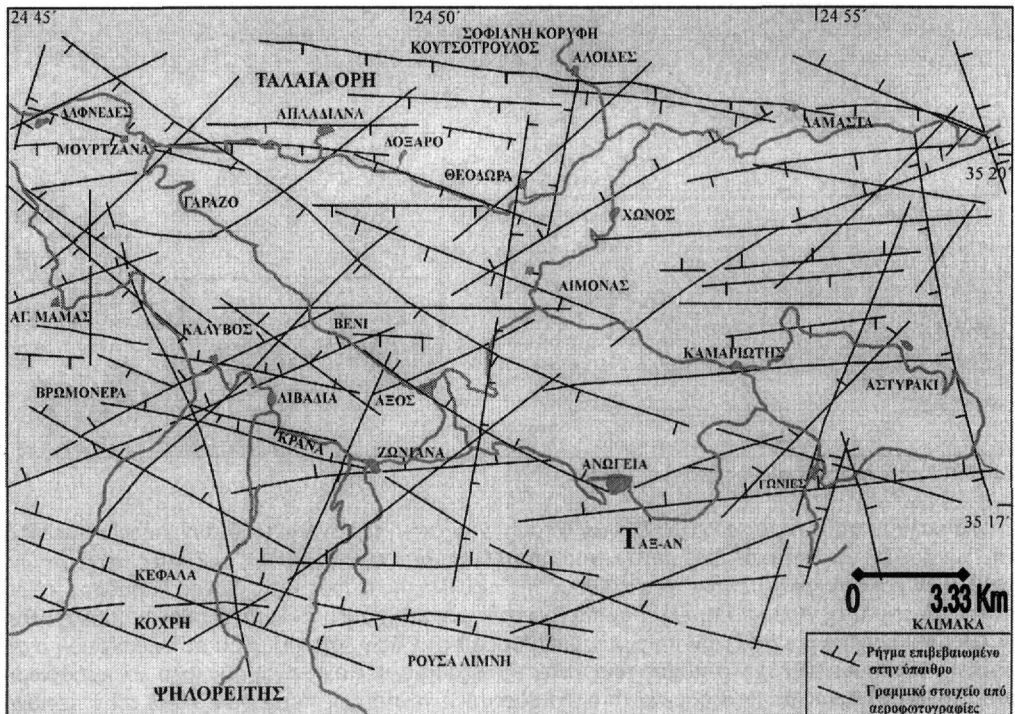 24 45´
24 50´
24 55´
ΣΟΦΙΑΝΗ ΚΟΡΥΦΗ
ΚΟΥΤΣΟΤΡΟΥΛΟΣ
ΑΛΟΙΔΕΣ
ΤΑΛΑΙΑ ΟΡΗ
ΔΑΦΝΕΔΕΣ
ΑΠΛΑΔΙΑΝΑ
ΔΑΜΑΣΤΑ
ΜΟΥΡΤΖΑΝΑ
ΔΟΞΑΡΟ
ΘΕΟΔΩΡΑ
35 20´
ΓΑΡΑΖΟ
ΧΩΝΟΣ
ΑΙΜΟΝΑΣ
ΑΓ. ΜΑΜΑΣ
ΚΑΛΥΒΟΣ
ΒΕΝΙ
ΚΑΜΑΡΙΩΤΗΣ
ΑΣΤΥΡΑΚΙ
ΒΡΩΜΟΝΕΡΑ
ΛΙΒΑΔΙΑ
ΑΞΟΣ
ΚΡΑΝΑ
ΖΩΝΙΑΝΑ
ΑΝΩΓΕΙΑ
ΓΩΝΙΕΣ
35 17´
ΤΑΞ-ΑΝ
ΚΕΦΑΛΑ
ΚΟΧΡΗ
0 3.33 Km
ΚΛΙΜΑΚΑ
ΡΟΥΣΑ ΛΙΜΝΗ
ΨΗΛΟΡΕΙΤΗΣ
Ρήγμα επιβεβαιωμένο
στην ύπαιθρο
Γραμμικό στοιχείο από
αεροφωτογραφίες